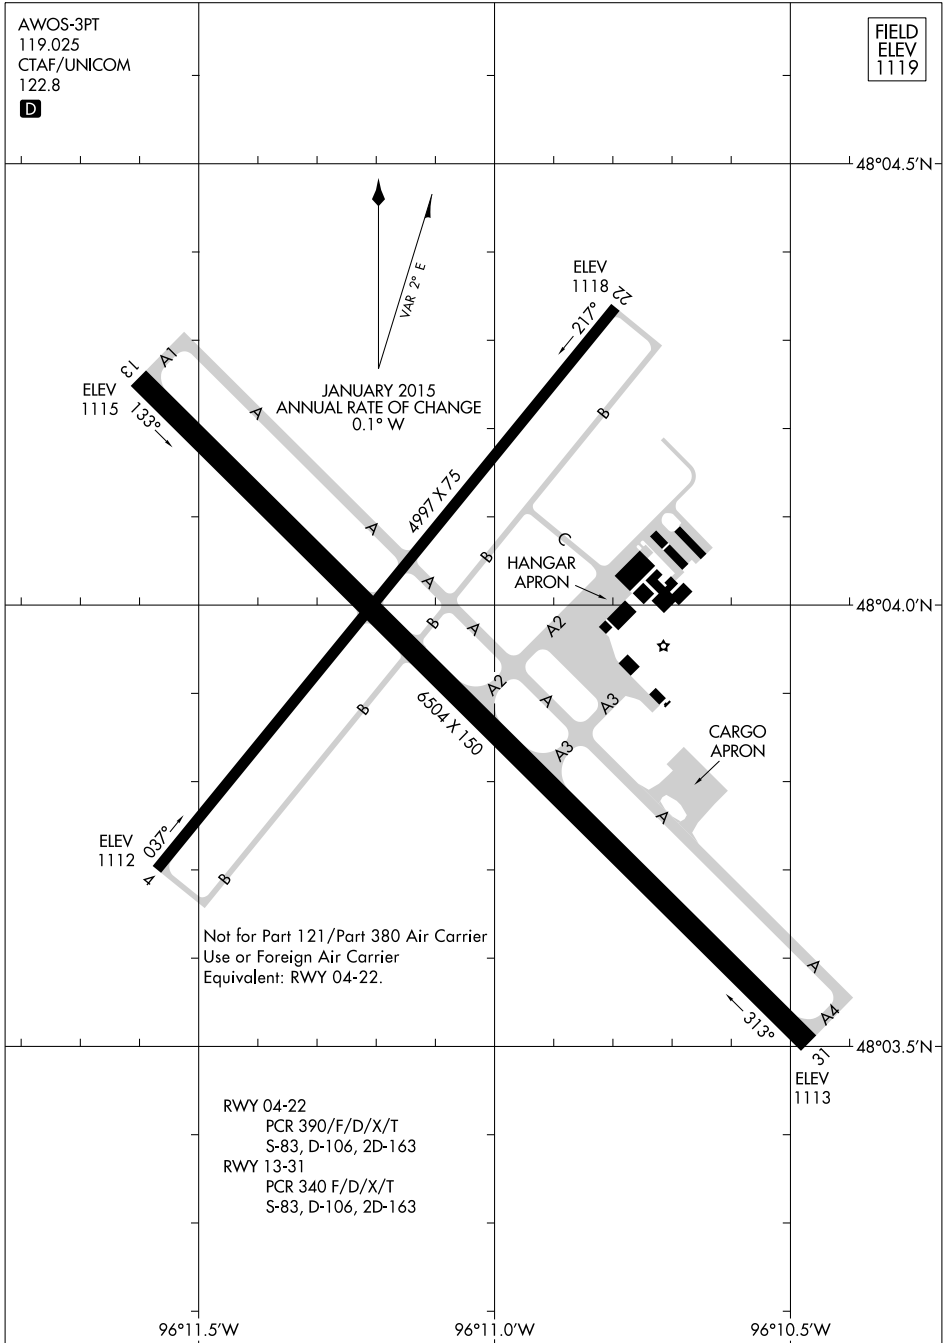 AWOS-3PT
119.025
CTAF/UNICOM
122.8
D
FIELD
ELEV
1119
48°04.5'N
VAR 2° E
JANUARY 2015
ANNUAL RATE OF CHANGE
0.1° W
ELEV
1118
22
217°
13
A1
ELEV
1115
133°
A
B
4997 X 75
A
C
B
A
HANGAR
APRON
48°04.0'N
B
A
A2
A2
B
A
A3
6504 X 150
A3
CARGO
APRON
A
ELEV
1112
037°
4
B
Not for Part 121/Part 380 Air Carrier
Use or Foreign Air Carrier
Equivalent: RWY 04-22.
A
A4
313°
31
48°03.5'N
ELEV
1113
RWY 04-22
PCR 390/F/D/X/T
S-83, D-106, 2D-163
RWY 13-31
PCR 340 F/D/X/T
S-83, D-106, 2D-163
96°11.5'W
96°11.0'W
96°10.5'W